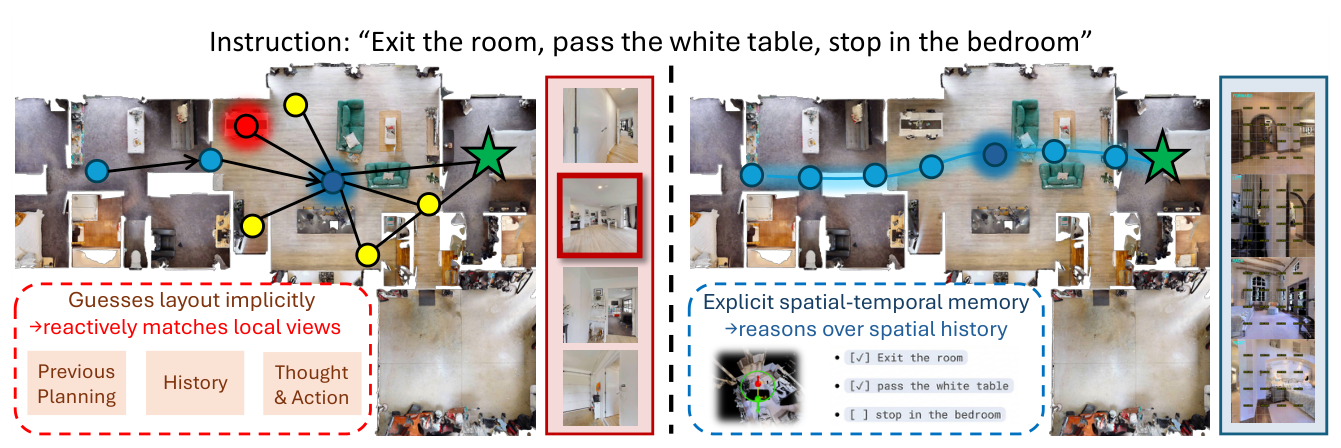 Instruction: “Exit the room, pass the white table, stop in the bedroom”
Guesses layout implicitly
→reactively matches local views
Previous
Planning
History
Thought
& Action
Explicit spatial-temporal memory
→reasons over spatial history
• [✓] Exit the room
• [✓] pass the white table
• [ ] stop in the bedroom